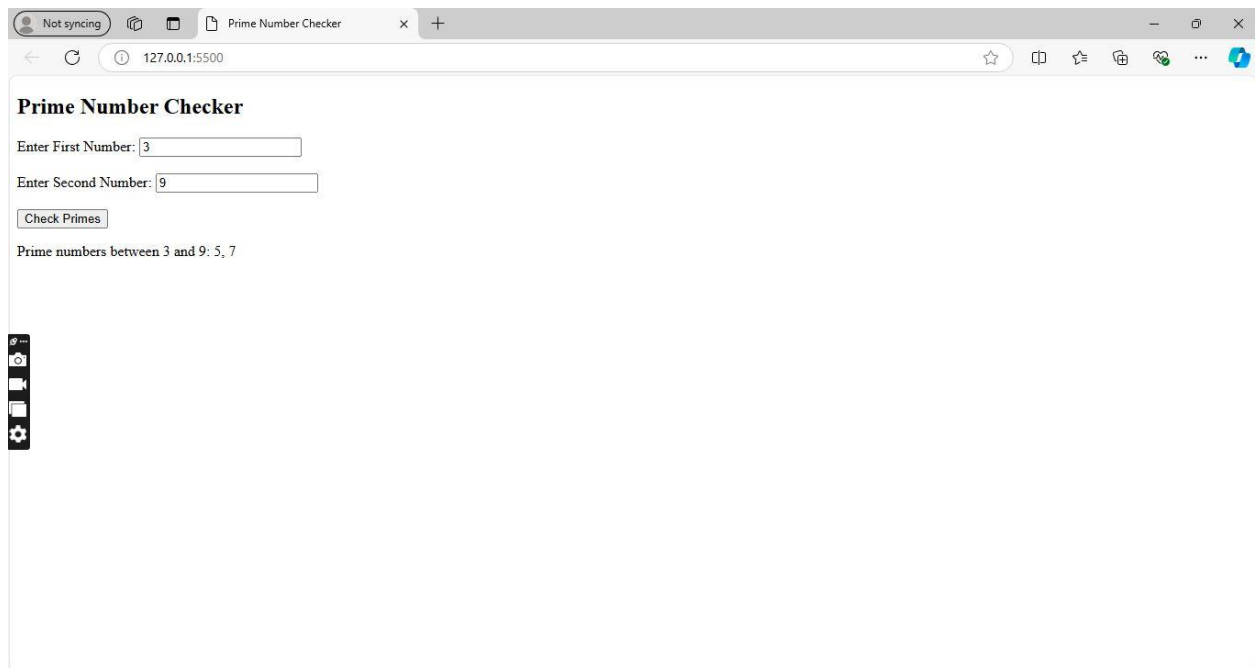 Not syncing
Prime Number Checker
127.0.0.1:5500
Prime Number Checker
Enter First Number: 3
Enter Second Number: 9
Check Primes
Prime numbers between 3 and 9: 5, 7